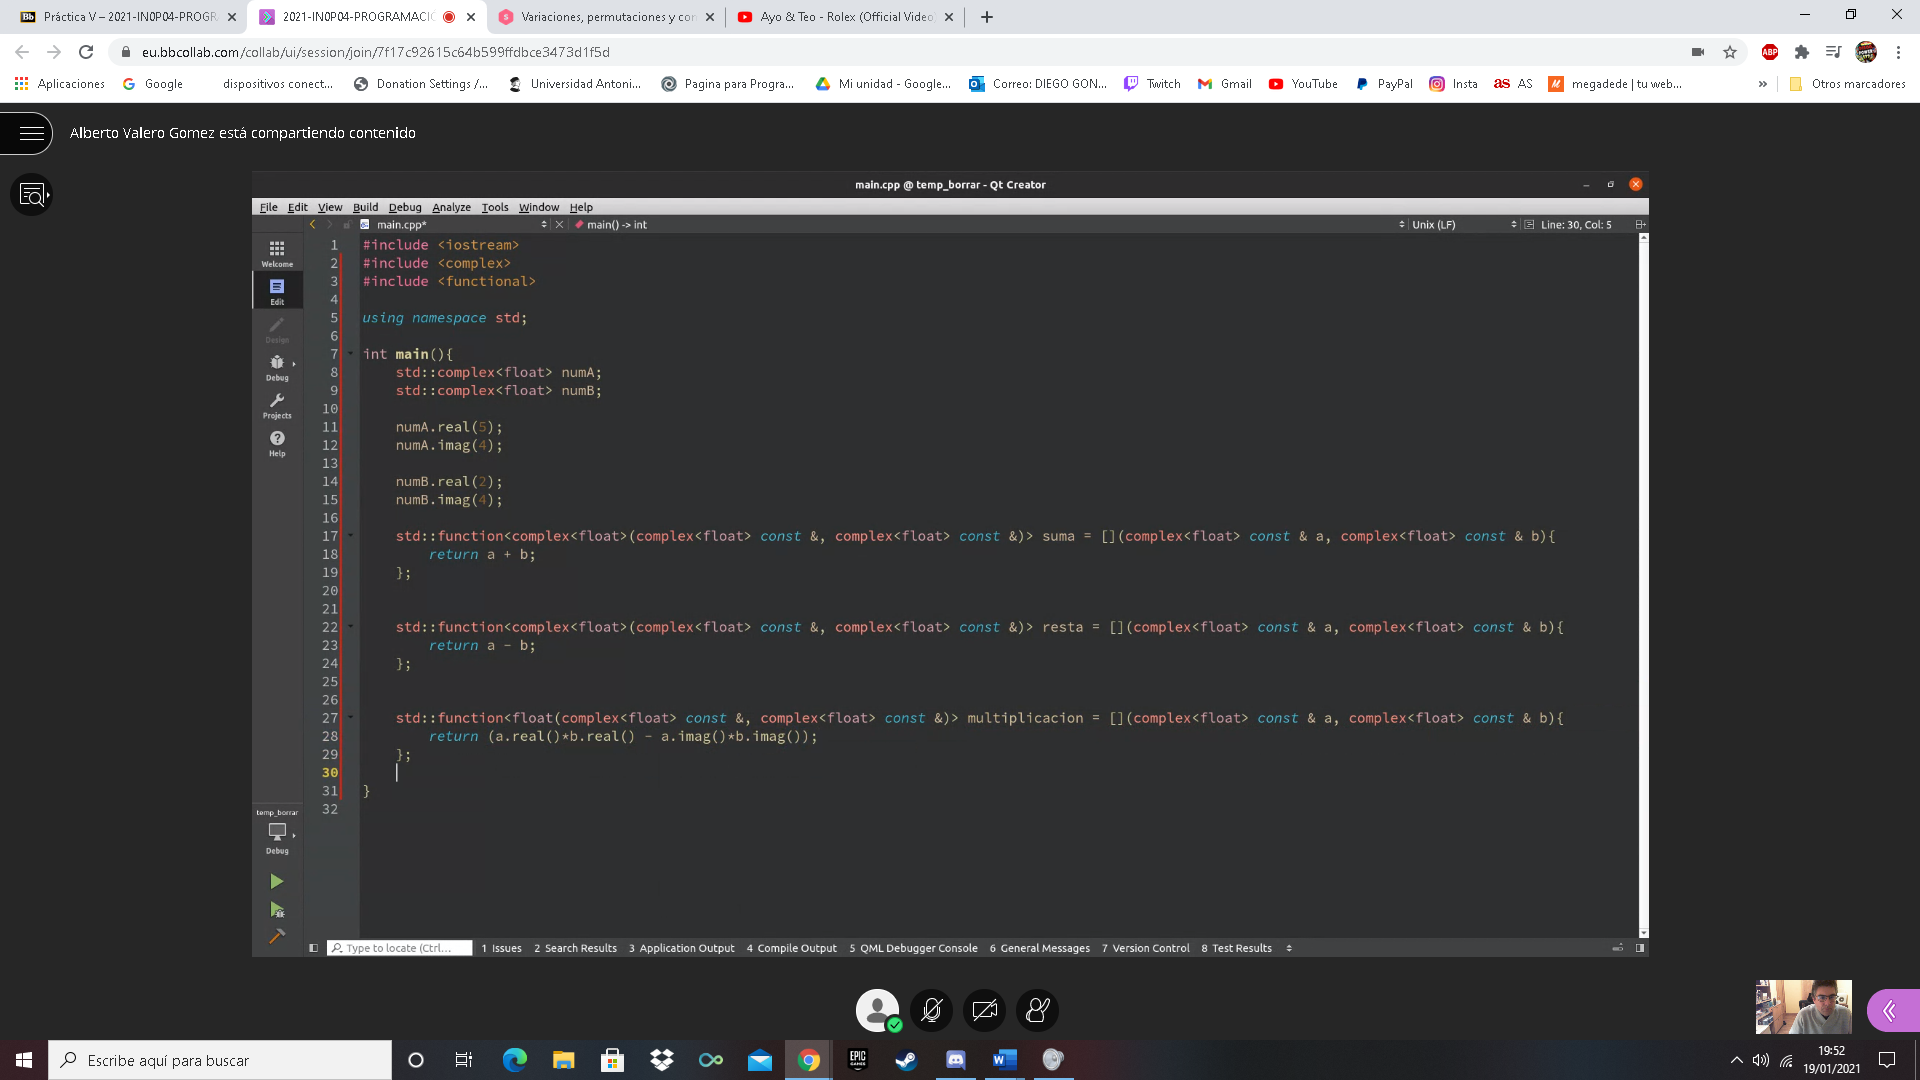 Práctica V – 2021-IN0P04-PROGR
2021-IN0P04-PROGRAMACIO
Variaciones, permutaciones y con
Ayo & Teo - Rolex (Official Video)
eu.bbcollab.com/collab/ui/session/join/7f17c92615c64b599ffdbce3473d1f5d
ABP
Aplicaciones
Google
dispositivos conect...
Donation Settings /...
Universidad Antoni...
Pagina para Progra...
Mi unidad - Google...
Correo: DIEGO GON...
Twitch
Gmail
YouTube
PayPal
Insta
as AS
megadede | tu web...
»
Otros marcadores
Alberto Valero Gomez está compartiendo contenido
main.cpp @ temp_borrar - Qt Creator
File Edit View Build Debug Analyze Tools Window Help
main.cpp*
main() -> int
Unix (LF)
Line: 30, Col: 5
Welcome
Edit
Design
Debug
Projects
Help
temp_borrar
Debug
1 #include <iostream>
2 #include <complex>
3 #include <functional>
4
5 using namespace std;
6
7 int main(){
8     std::complex<float> numA;
9     std::complex<float> numB;
10
11     numA.real(5);
12     numA.imag(4);
13
14     numB.real(2);
15     numB.imag(4);
16
17     std::function<complex<float>(complex<float> const &, complex<float> const &)> suma = [](complex<float> const & a, complex<float> const & b){
18         return a + b;
19     };
20
21
22     std::function<complex<float>(complex<float> const &, complex<float> const &)> resta = [](complex<float> const & a, complex<float> const & b){
23         return a - b;
24     };
25
26
27     std::function<float(complex<float> const &, complex<float> const &)> multiplicacion = [](complex<float> const & a, complex<float> const & b){
28         return (a.real()*b.real() - a.imag()*b.imag());
29     };
30
31 }
32
Type to locate (Ctrl...
1 Issues
2 Search Results
3 Application Output
4 Compile Output
5 QML Debugger Console
6 General Messages
7 Version Control
8 Test Results
Escribe aquí para buscar
EPIC GAMES
19:52
19/01/2021